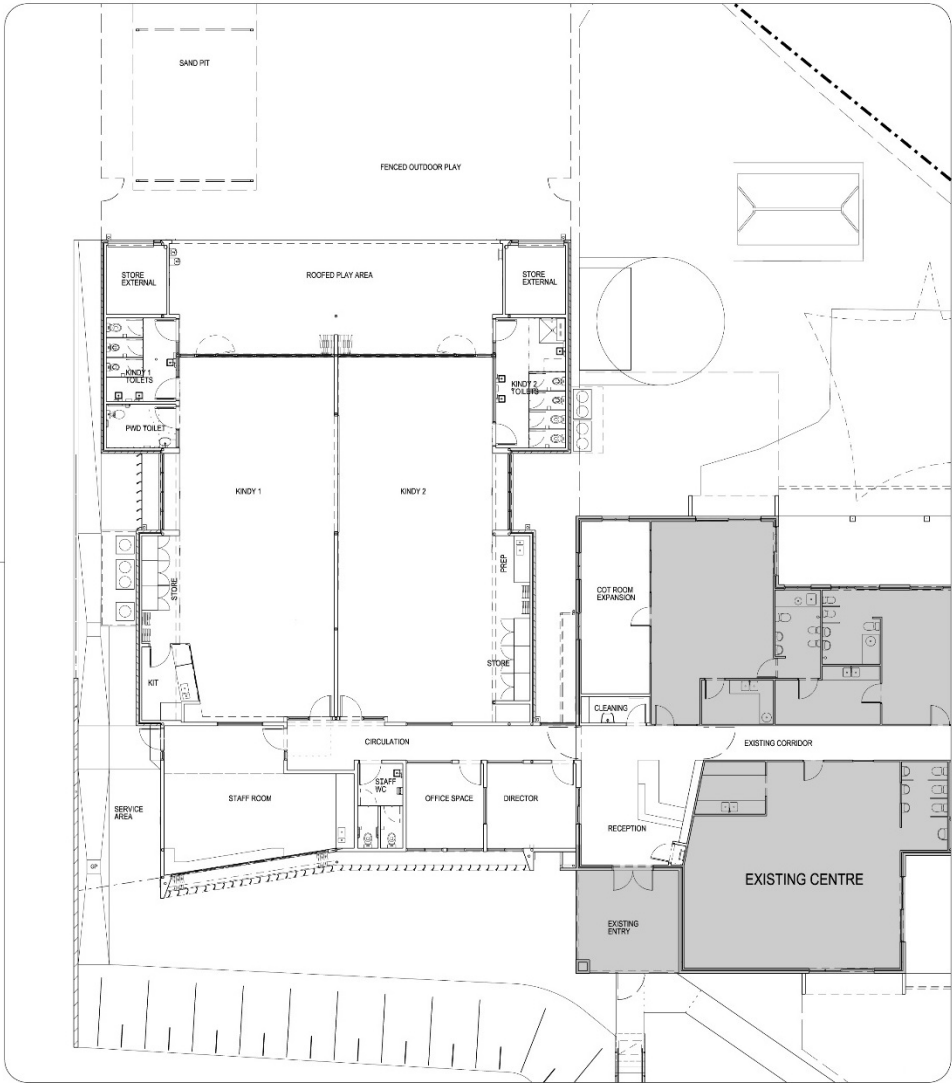 SAND PIT
FENCED OUTDOOR PLAY
STORE
EXTERNAL
ROOFED PLAY AREA
STORE
EXTERNAL
KINDY 1
TOILETS
KINDY 2
TOILETS
PWD TOILET
KINDY 1
KINDY 2
STORE
PREP
COT ROOM
EXPANSION
KIT
STORE
CLEANING
CIRCULATION
EXISTING CORRIDOR
SERVICE
AREA
STAFF ROOM
STAFF
WC
OFFICE SPACE
DIRECTOR
RECEPTION
GP
EXISTING CENTRE
EXISTING
ENTRY